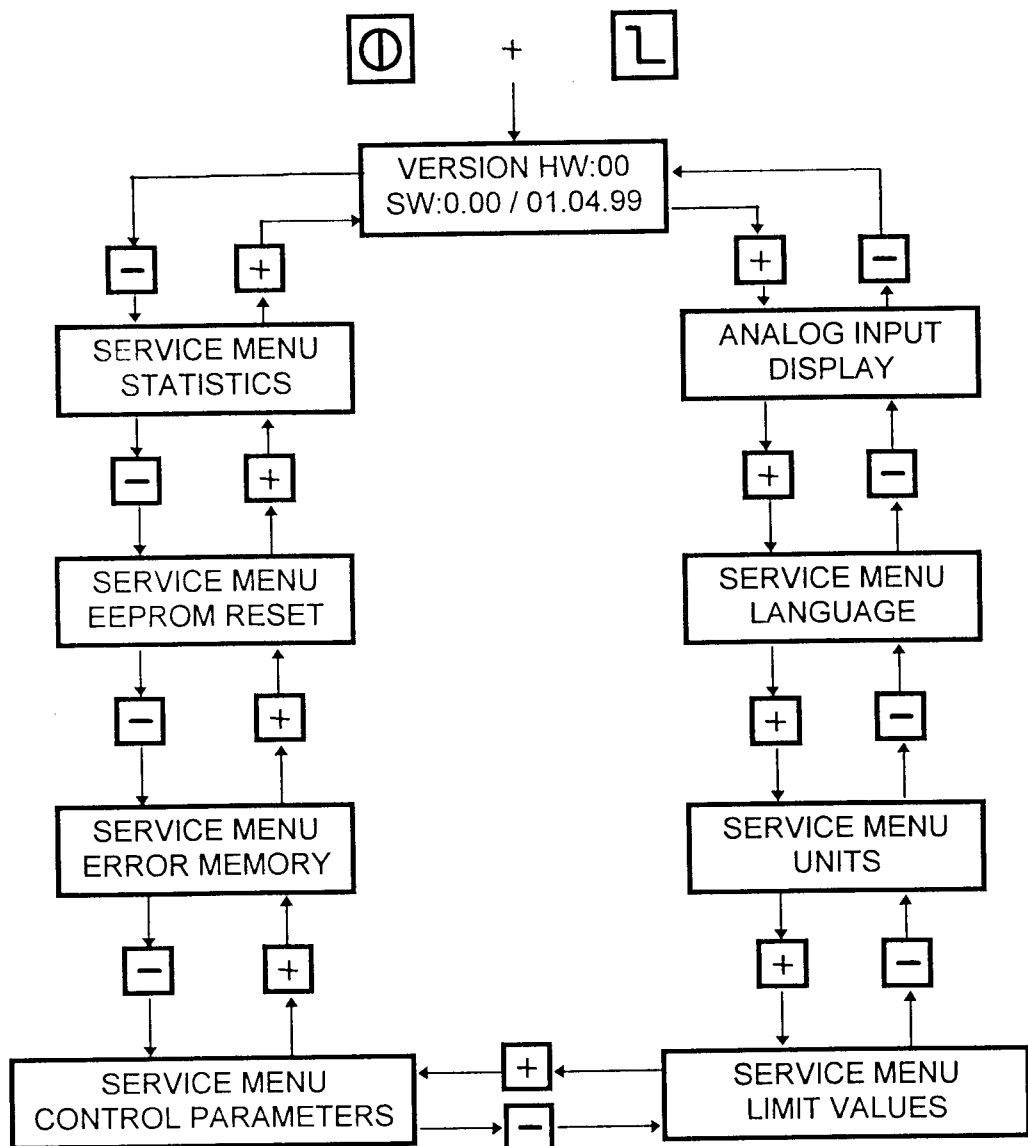 +
VERSION HW:00
SW:0.00 / 01.04.99
- + + -
SERVICE MENU
STATISTICS
ANALOG INPUT
DISPLAY
- + + -
SERVICE MENU
EEPROM RESET
SERVICE MENU
LANGUAGE
- + + -
SERVICE MENU
ERROR MEMORY
SERVICE MENU
UNITS
- + + -
SERVICE MENU
CONTROL PARAMETERS
+
-
SERVICE MENU
LIMIT VALUES